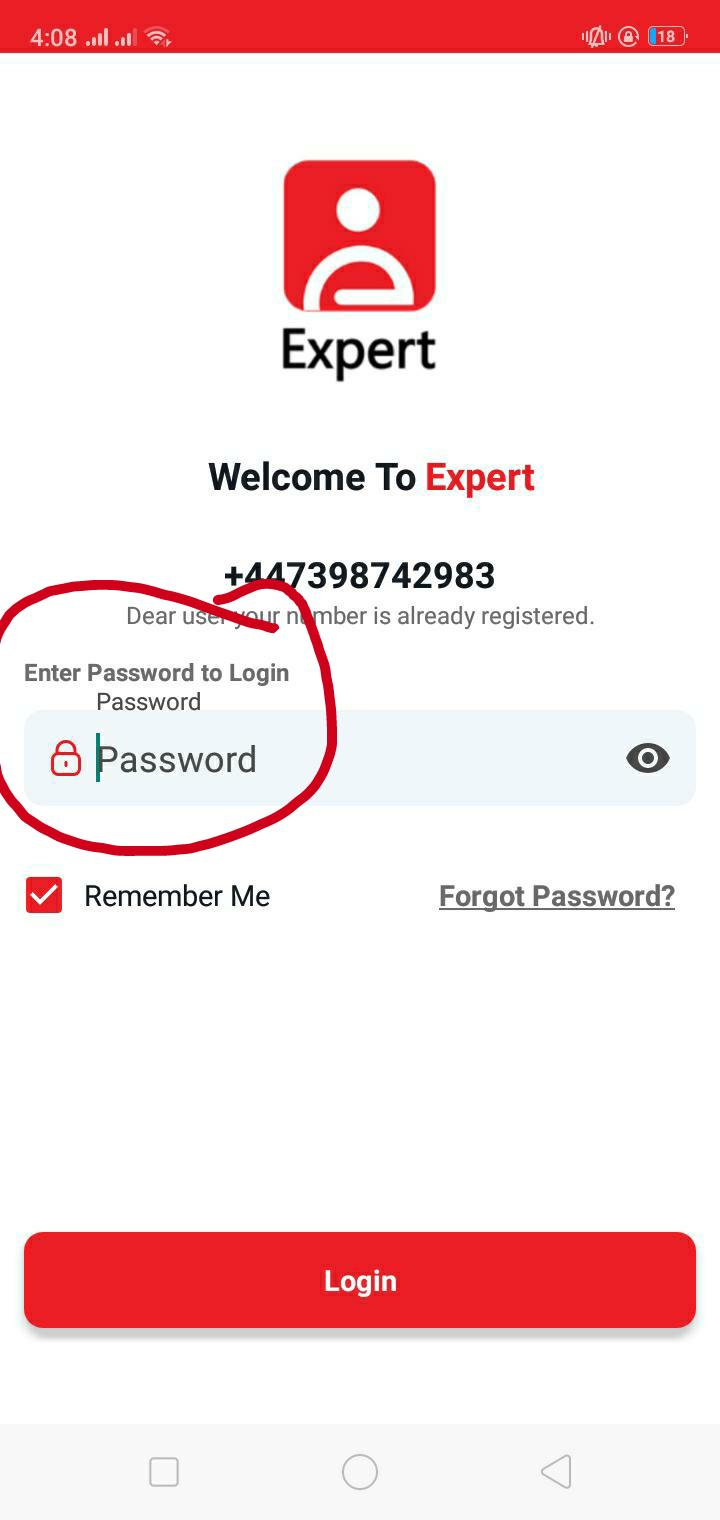 4:08
18
Expert
Welcome To Expert
+447398742983
Dear user your number is already registered.
Enter Password to Login
Password
Password
Remember Me
Forgot Password?
Login